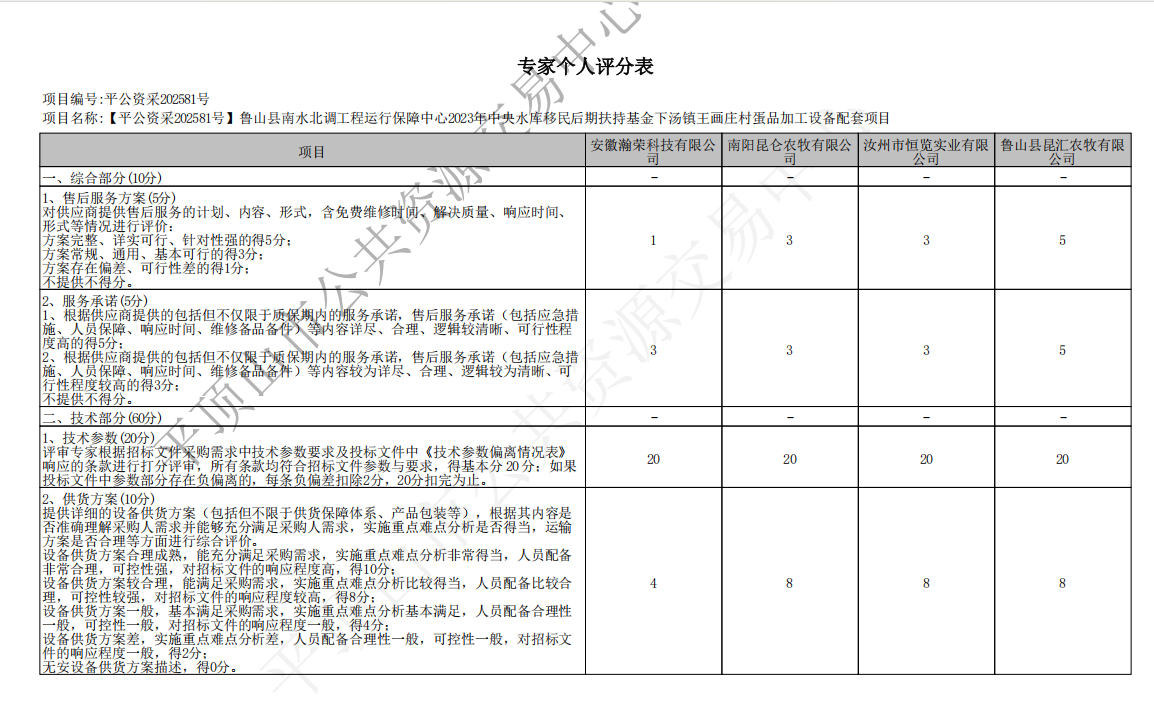 专家个人评分表
项目编号:平公资采202581号
项目名称:【平公资采202581号】鲁山县南水北调工程运行保障中心2023年中央水库移民后期扶持基金下汤镇王画庄村蛋品加工设备配套项目
项目
安徽瀚荣科技有限公
司
南阳昆仑农牧有限公
司
汝州市恒览实业有限
公司
鲁山县昆汇农牧有限
公司
一、综合部分(10分)
-
-
-
-
1、售后服务方案(5分)
对供应商提供售后服务的计划、内容、形式，含免费维修时间、解决质量、响应时间、
形式等情况进行评价:
方案完整、详实可行、针对性强的得5分;
方案常规、通用、基本可行的得3分;
方案存在偏差、可行性差的得1分;
不提供不得分。
1
3
3
5
2、服务承诺(5分)
1、根据供应商提供的包括但不仅限于质保期内的服务承诺，售后服务承诺（包括应急措
施、人员保障、响应时间、维修备品备件）等内容详尽、合理、逻辑较清晰、可行性程
度高的得5分;
2、根据供应商提供的包括但不仅限于质保期内的服务承诺，售后服务承诺（包括应急措
施、人员保障、响应时间、维修备品备件）等内容较为详尽、合理、逻辑较为清晰、可
行性程度较高的得3分;
不提供不得分。
3
3
3
5
二、技术部分(60分)
-
-
-
-
1、技术参数(20分)
评审专家根据招标文件采购需求中技术参数要求及投标文件中《技术参数偏离情况表》
响应的条款进行打分评审，所有条款均符合招标文件参数与要求，得基本分 20 分; 如果
投标文件中参数部分存在负偏离的，每条负偏差扣除2分，20分扣完为止。
20
20
20
20
2、供货方案(10分)
提供详细的设备供货方案（包括但不限于供货保障体系、产品包装等），根据其内容是
否准确理解采购人需求并能够充分满足采购人需求，实施重点难点分析是否得当，运输
方案是否合理等方面进行综合评价。
设备供货方案合理成熟，能充分满足采购需求，实施重点难点分析非常得当，人员配备
非常合理，可控性强，对招标文件的响应程度高，得10分;
设备供货方案较合理，能满足采购需求，实施重点难点分析比较得当，人员配备比较合
理，可控性较强，对招标文件的响应程度较高，得8分;
设备供货方案一般，基本满足采购需求，实施重点难点分析基本满足，人员配备合理性
一般，可控性一般，对招标文件的响应程度一般，得4分;
设备供货方案差，实施重点难点分析差，人员配备合理性一般，可控性一般，对招标文
件的响应程度一般，得2分;
无安设备供货方案描述，得0分。
4
8
8
8
平顶山市公共资源交易中心
平顶山市公共资源交易中心